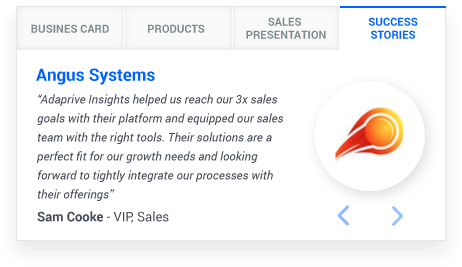 BUSINES CARD
PRODUCTS
SALES
PRESENTATION
SUCCESS
STORIES
Angus Systems
“Adaprive Insights helped us reach our 3x sales
goals with their platform and equipped our sales
team with the right tools. Their solutions are a
perfect fit for our growth needs and looking
forward to tightly integrate our processes with
their offerings”
Sam Cooke - VIP, Sales